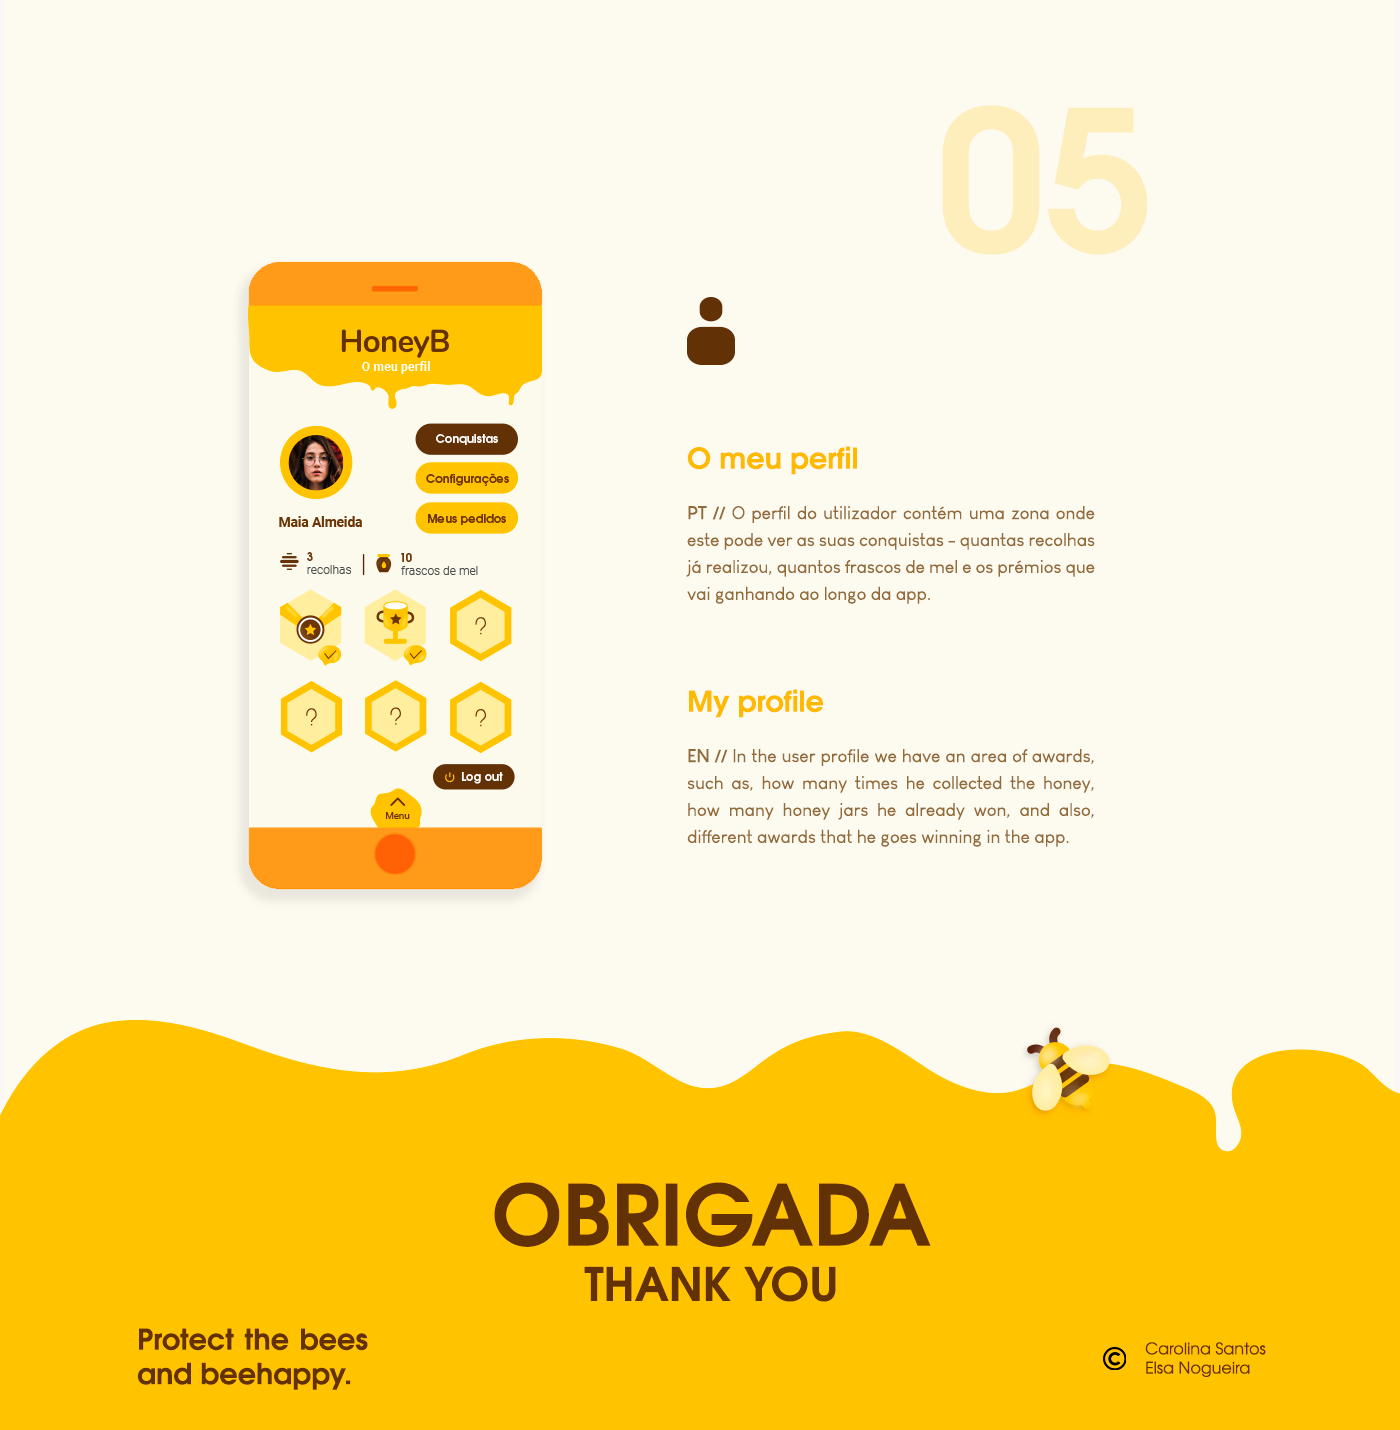 05
HoneyB
O meu perfil
Conquistas
Configurações
Meus pedidos
Maia Almeida
3
recolhas
10
frascos de mel
?
?
?
?
Log out
Menu
O meu perfil
PT // O perfil do utilizador contém uma zona onde
este pode ver as suas conquistas - quantas recolhas
já realizou, quantos frascos de mel e os prémios que
vai ganhando ao longo da app.
My profile
EN // In the user profile we have an area of awards,
such as, how many times he collected the honey,
how many honey jars he already won, and also,
different awards that he goes winning in the app.
OBRIGADA
THANK YOU
Protect the bees
and beehappy.
© Carolina Santos
Elsa Nogueira